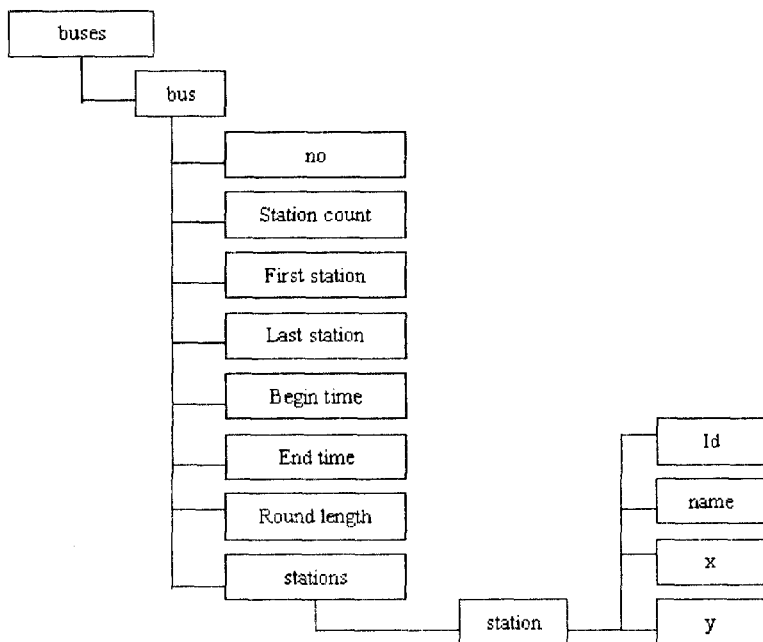 buses
bus
no
Station count
First station
Last station
Begin time
End time
Round length
stations
station
Id
name
x
y